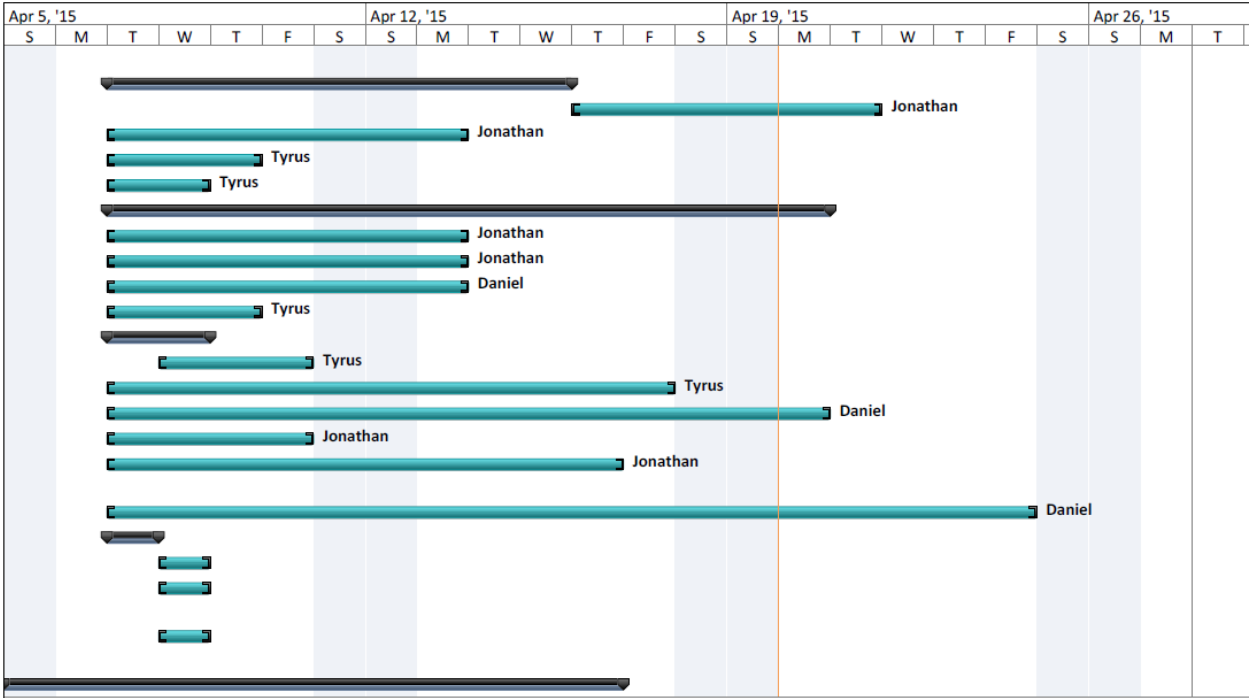 Apr 5, '15 Apr 12, '15 Apr 19, '15 Apr 26, '15
S M T W T F S S M T W T F S S M T W T F S S M T
Jonathan
Jonathan
Tyrus
Tyrus
Jonathan
Jonathan
Daniel
Tyrus
Tyrus
Tyrus
Daniel
Jonathan
Jonathan
Daniel